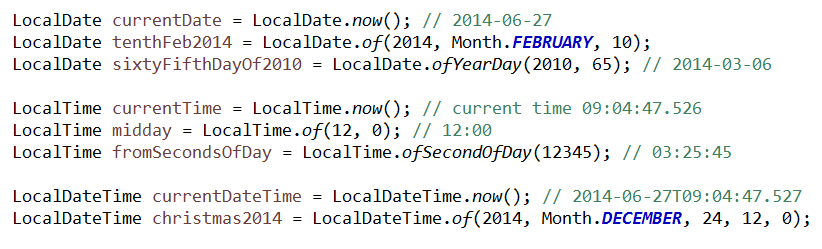 LocalDate currentDate = LocalDate.now(); // 2014-06-27
LocalDate tenthFeb2014 = LocalDate.of(2014, Month.FEBRUARY, 10);
LocalDate sixtyFifthDayOf2010 = LocalDate.ofYearDay(2010, 65); // 2014-03-06
LocalTime currentTime = LocalTime.now(); // current time 09:04:47.526
LocalTime midday = LocalTime.of(12, 0); // 12:00
LocalTime fromSecondsOfDay = LocalTime.ofSecondOfDay(12345); // 03:25:45
LocalDateTime currentDateTime = LocalDateTime.now(); // 2014-06-27T09:04:47.527
LocalDateTime christmas2014 = LocalDateTime.of(2014, Month.DECEMBER, 24, 12, 0);